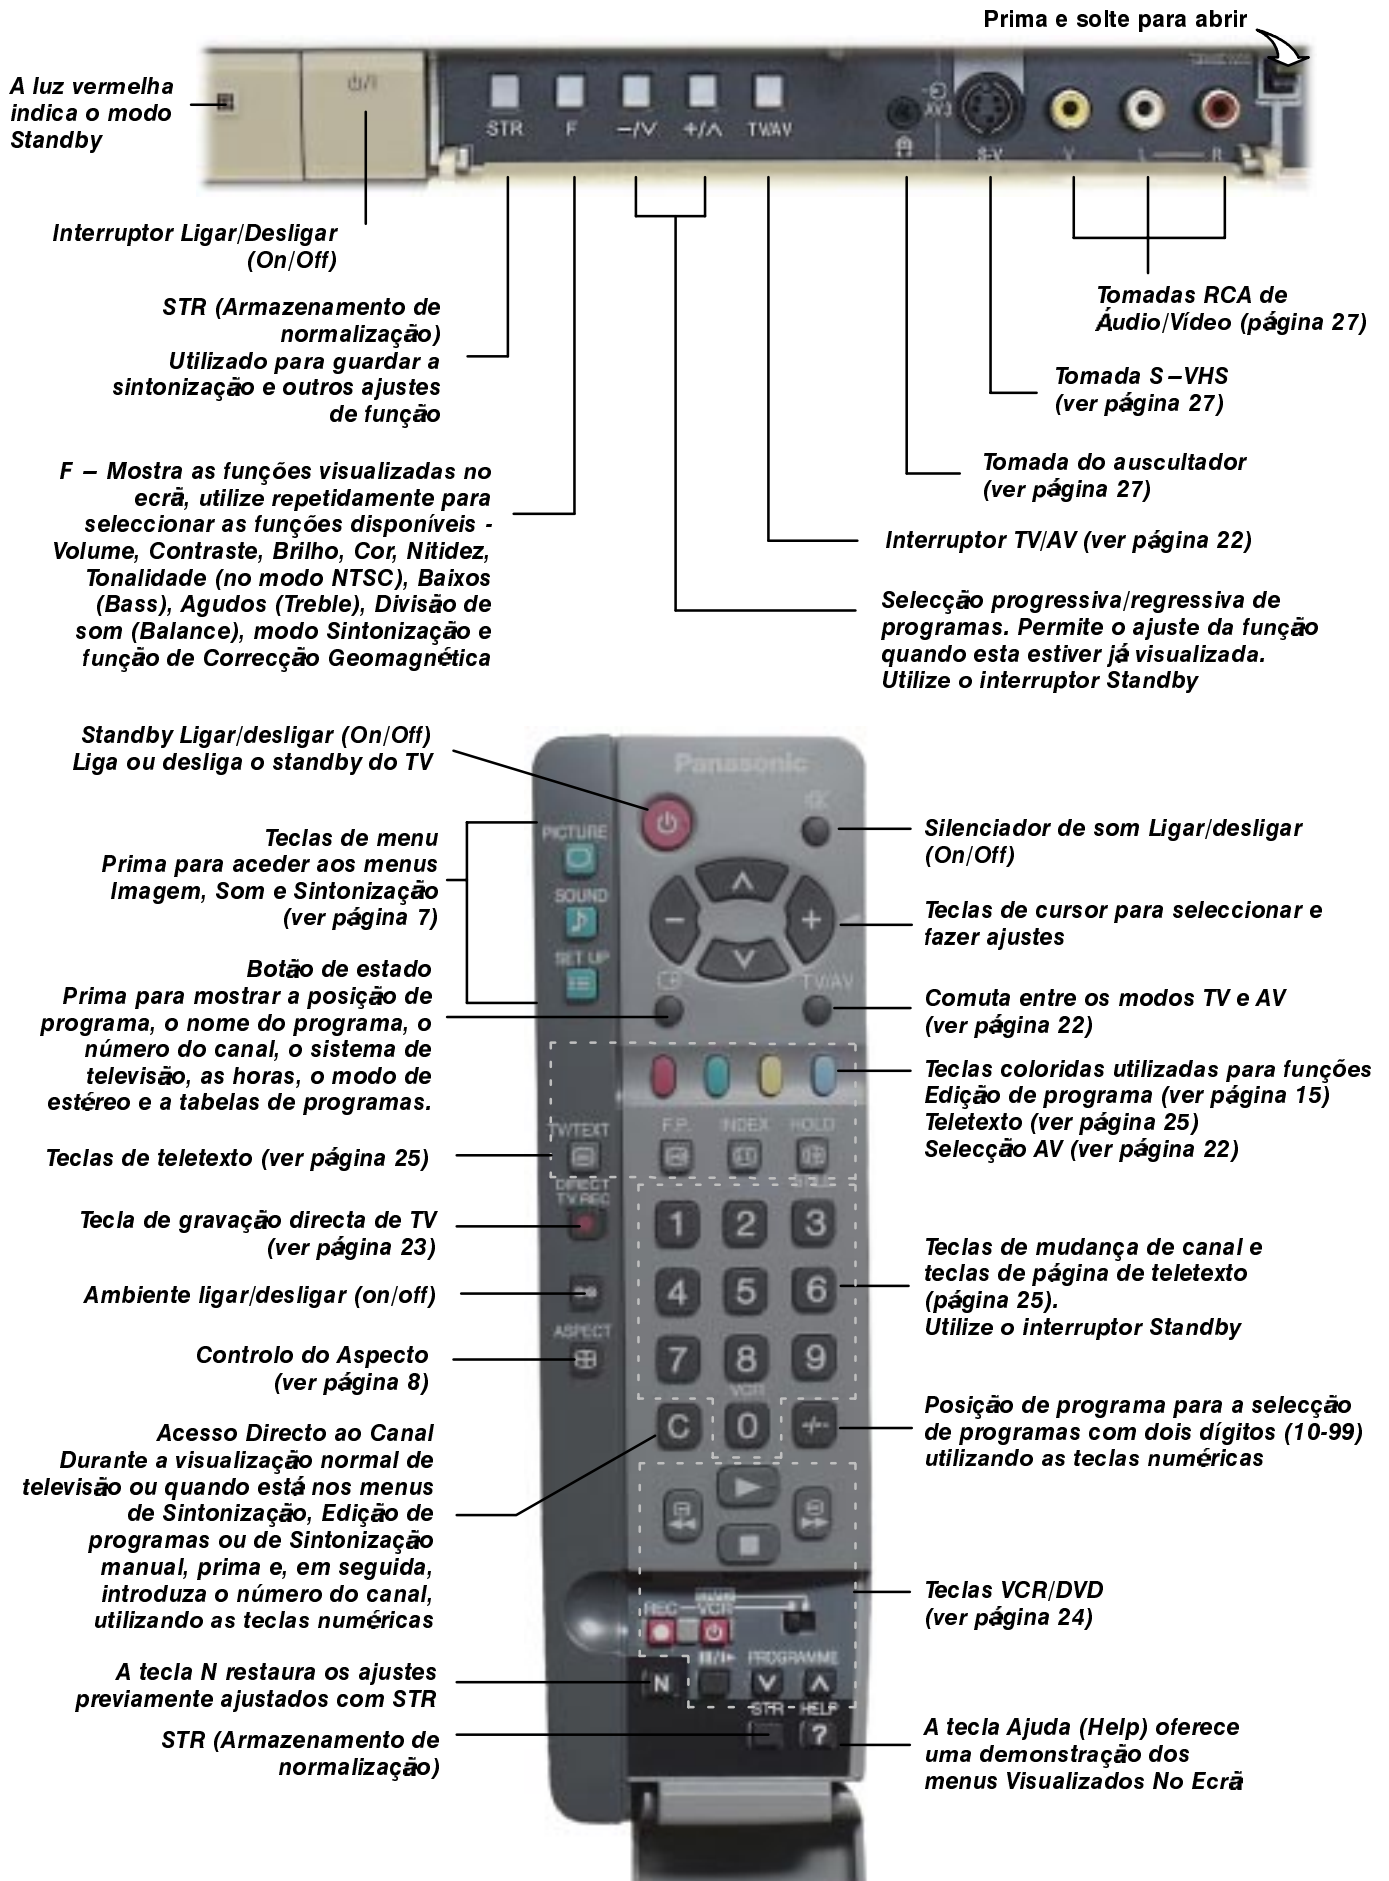 Prima e solte para abrir
A luz vermelha
indica o modo
Standby
STR
F
−/∨
+/∧
TV/AV
AV3
S-V
V
L
R
Interruptor Ligar/Desligar
(On/Off)
STR (Armazenamento de
normalização)
Utilizado para guardar a
sintonização e outros ajustes
de função
F – Mostra as funções visualizadas no
ecrã, utilize repetidamente para
seleccionar as funções disponíveis -
Volume, Contraste, Brilho, Cor, Nitidez,
Tonalidade (no modo NTSC), Baixos
(Bass), Agudos (Treble), Divisão de
som (Balance), modo Sintonização e
função de Correcção Geomagnética
Tomadas RCA de
Áudio/Vídeo (página 27)
Tomada S–VHS
(ver página 27)
Tomada do auscultador
(ver página 27)
Interruptor TV/AV (ver página 22)
Selecção progressiva/regressiva de
programas. Permite o ajuste da função
quando esta estiver já visualizada.
Utilize o interruptor Standby
Standby Ligar/desligar (On/Off)
Liga ou desliga o standby do TV
Teclas de menu
Prima para aceder aos menus
Imagem, Som e Sintonização
(ver página 7)
Botão de estado
Prima para mostrar a posição de
programa, o nome do programa, o
número do canal, o sistema de
televisão, as horas, o modo de
estéreo e a tabelas de programas.
Teclas de teletexto (ver página 25)
Tecla de gravação directa de TV
(ver página 23)
Ambiente ligar/desligar (on/off)
Controlo do Aspecto
(ver página 8)
Acesso Directo ao Canal
Durante a visualização normal de
televisão ou quando está nos menus
de Sintonização, Edição de
programas ou de Sintonização
manual, prima e, em seguida,
introduza o número do canal,
utilizando as teclas numéricas
A tecla N restaura os ajustes
previamente ajustados com STR
STR (Armazenamento de
normalização)
Panasonic
PICTURE
SOUND
SET UP
TV/AV
TV/TEXT
F.P.
INDEX
HOLD
DIRECT
TV REC
1
2
3
4
5
6
7
8
9
ASPECT
VCR
C
0
-/--
REC
VCR
PROGRAMME
N
∨
∧
STR
HELP
?
Silenciador de som Ligar/desligar
(On/Off)
Teclas de cursor para seleccionar e
fazer ajustes
Comuta entre os modos TV e AV
(ver página 22)
Teclas coloridas utilizadas para funções
Edição de programa (ver página 15)
Teletexto (ver página 25)
Selecção AV (ver página 22)
Teclas de mudança de canal e
teclas de página de teletexto
(página 25).
Utilize o interruptor Standby
Posição de programa para a selecção
de programas com dois dígitos (10-99)
utilizando as teclas numéricas
Teclas VCR/DVD
(ver página 24)
A tecla Ajuda (Help) oferece
uma demonstração dos
menus Visualizados No Ecrã